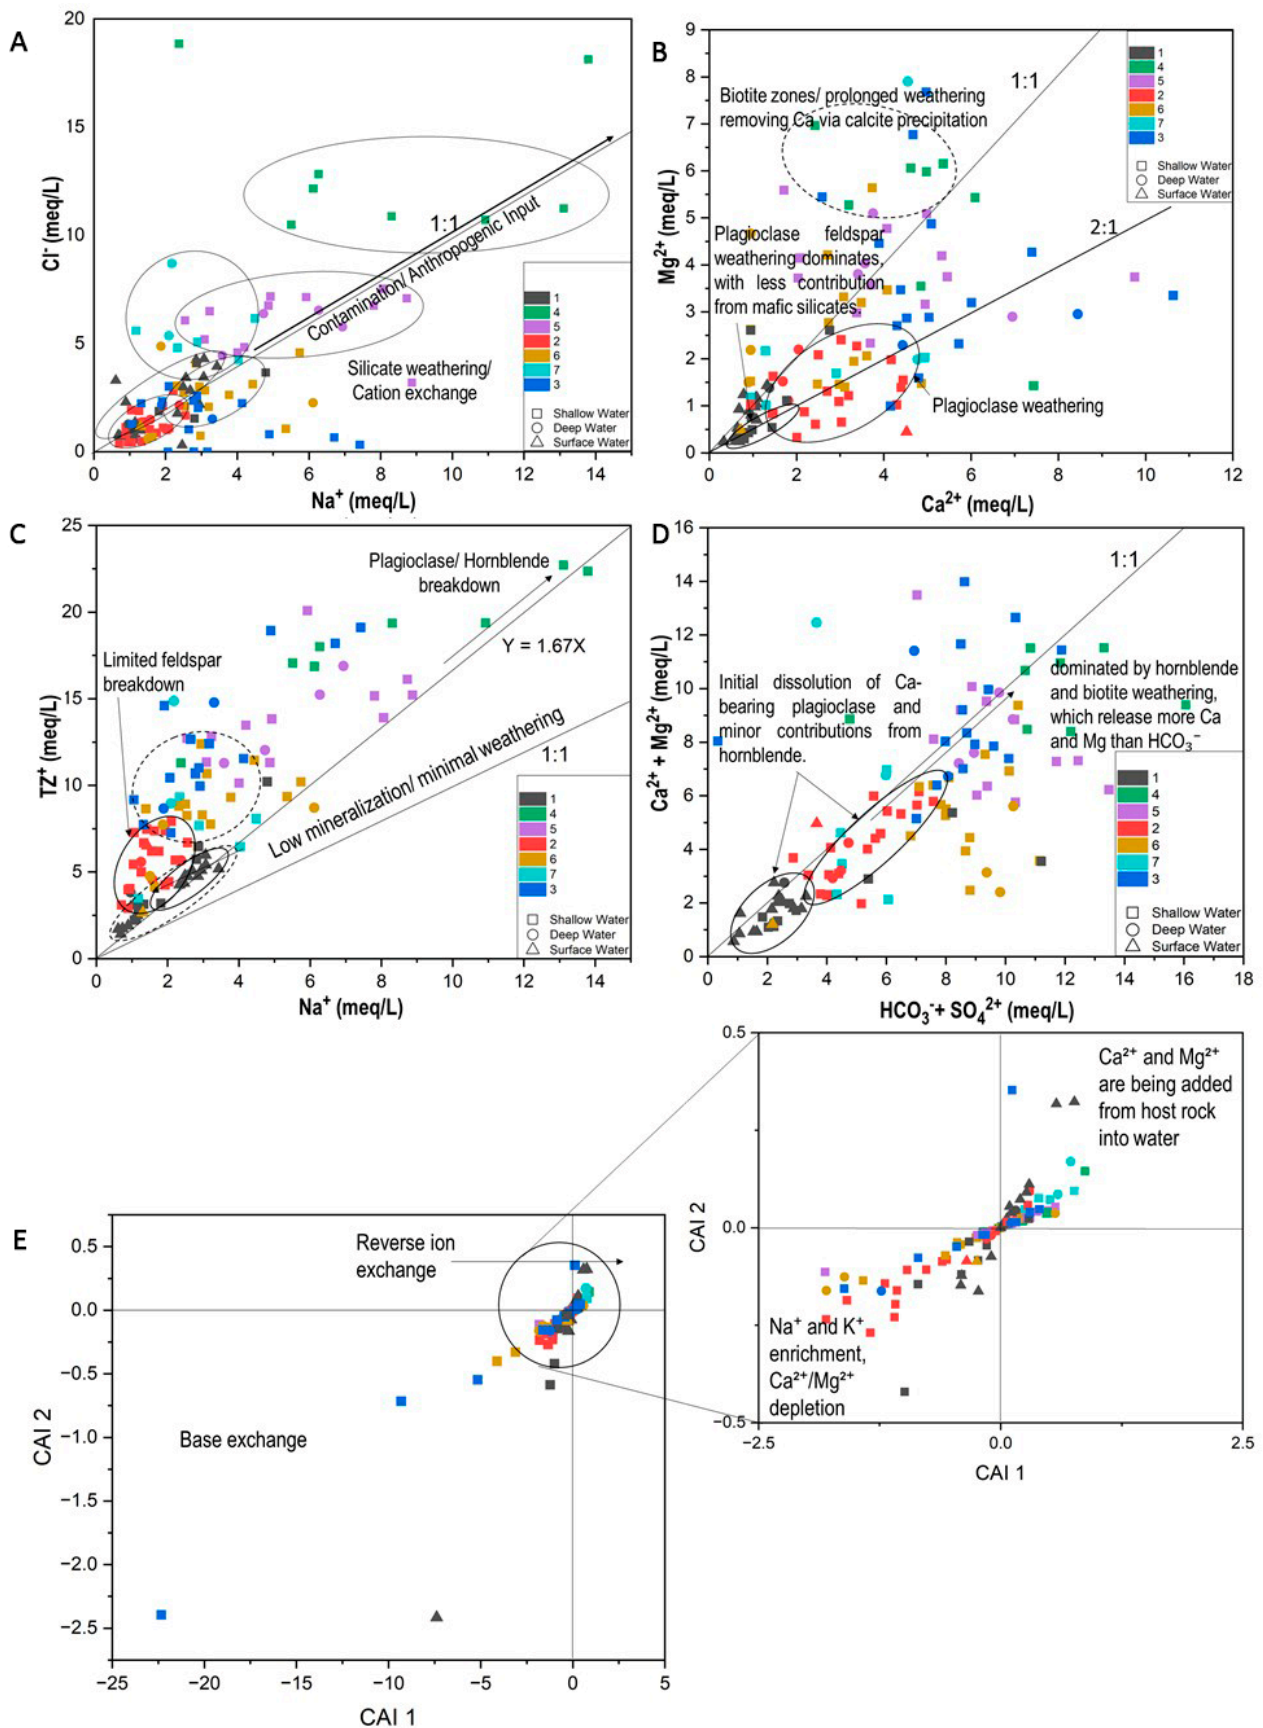 A
20
15
10
5
0
Cl⁻ (meq/L)
1:1
Contamination/ Anthropogenic Input
Silicate weathering/
Cation exchange
1
4
5
2
6
7
3
Shallow Water
Deep Water
Surface Water
0 2 4 6 8 10 12 14
Na⁺ (meq/L)
B
9
8
7
6
5
4
3
2
1
0
Mg²⁺ (meq/L)
Biotite zones/ prolonged weathering
removing Ca via calcite precipitation
1:1
2:1
Plagioclase feldspar
weathering dominates,
with less contribution
from mafic silicates.
Plagioclase weathering
1
4
5
2
6
7
3
Shallow Water
Deep Water
Surface Water
0 2 4 6 8 10 12
Ca²⁺ (meq/L)
C
25
20
15
10
5
0
TZ⁺ (meq/L)
Plagioclase/ Hornblende
breakdown
Y = 1.67X
Limited feldspar
breakdown
Low mineralization/ minimal weathering
1:1
1
4
5
2
6
7
3
Shallow Water
Deep Water
Surface Water
0 2 4 6 8 10 12 14
Na⁺ (meq/L)
D
16
14
12
10
8
6
4
2
0
Ca²⁺ + Mg²⁺ (meq/L)
1:1
Initial dissolution of Ca-
bearing plagioclase and
minor contributions from
hornblende.
dominated by hornblende
and biotite weathering,
which release more Ca
and Mg than HCO₃⁻
1
4
5
2
6
7
3
Shallow Water
Deep Water
Surface Water
0 2 4 6 8 10 12 14 16 18
HCO₃⁻+ SO₄²⁺ (meq/L)
E
0.5
0.0
−0.5
−1.0
−1.5
−2.0
−2.5
CAI 2
Reverse ion
exchange
Base exchange
−25 −20 −15 −10 −5 0 5
CAI 1
0.5
0.0
−0.5
CAI 2
Ca²⁺ and Mg²⁺
are being added
from host rock
into water
Na⁺ and K⁺
enrichment,
Ca²⁺/Mg²⁺
depletion
−2.5 0.0 2.5
CAI 1